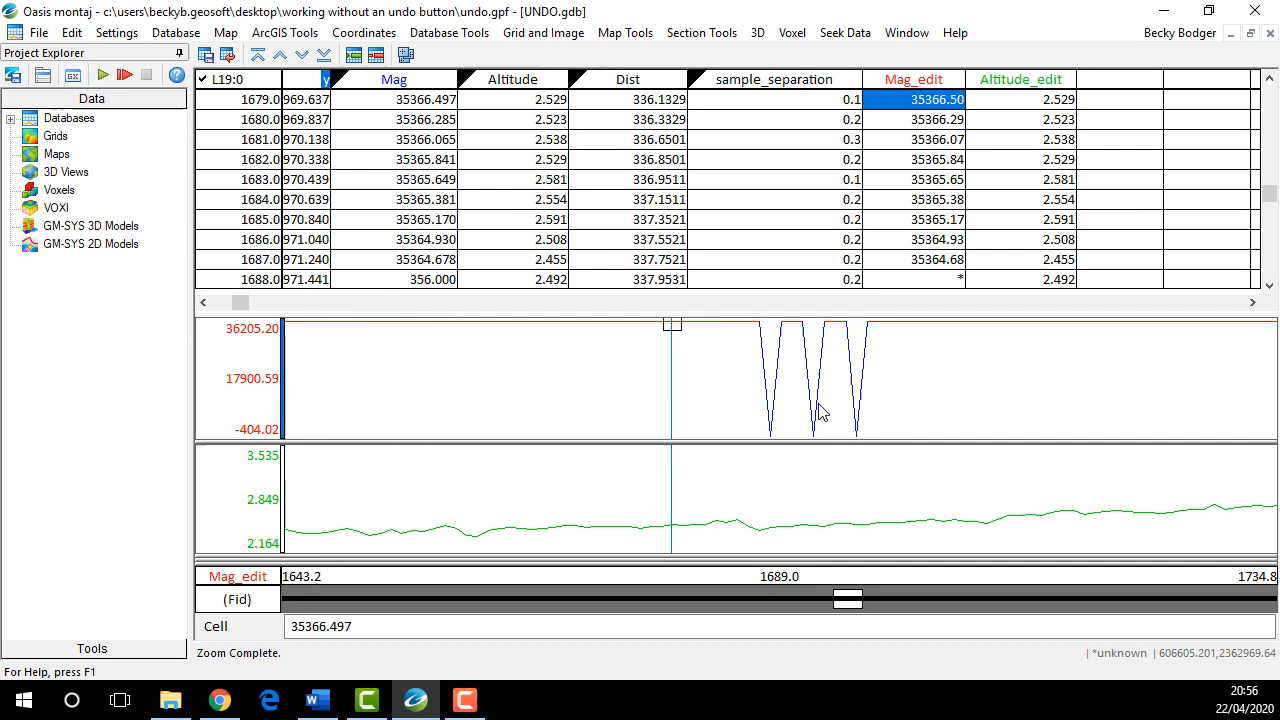 Oasis montaj - c:\users\beckyb.geosoft\desktop\working without an undo button\undo.gpf - [UNDO.gdb]
File Edit Settings Database Map ArcGIS Tools Coordinates Database Tools Grid and Image Map Tools Section Tools 3D Voxel Seek Data Window Help Becky Bodger
Project Explorer
Data
Databases
Grids
Maps
3D Views
Voxels
VOXI
GM-SYS 3D Models
GM-SYS 2D Models
Tools
L19:0 y Mag Altitude Dist sample_separation Mag_edit Altitude_edit
1679.0 969.637 35366.497 2.529 336.1329 0.1 35366.50 2.529
1680.0 969.837 35366.285 2.523 336.3329 0.2 35366.29 2.523
1681.0 970.138 35366.065 2.538 336.6501 0.3 35366.07 2.538
1682.0 970.338 35365.841 2.529 336.8501 0.2 35365.84 2.529
1683.0 970.439 35365.649 2.581 336.9511 0.1 35365.65 2.581
1684.0 970.639 35365.381 2.554 337.1511 0.2 35365.38 2.554
1685.0 970.840 35365.170 2.591 337.3521 0.2 35365.17 2.591
1686.0 971.040 35364.930 2.508 337.5521 0.2 35364.93 2.508
1687.0 971.240 35364.678 2.455 337.7521 0.2 35364.68 2.455
1688.0 971.441 356.000 2.492 337.9531 0.2 * 2.492
36205.20
17900.59
-404.02
3.535
2.849
2.164
Mag_edit 1643.2 1689.0 1734.8
(Fid)
Cell 35366.497
Zoom Complete. | *unknown | 606605.201,2362969.64
For Help, press F1
20:56
22/04/2020